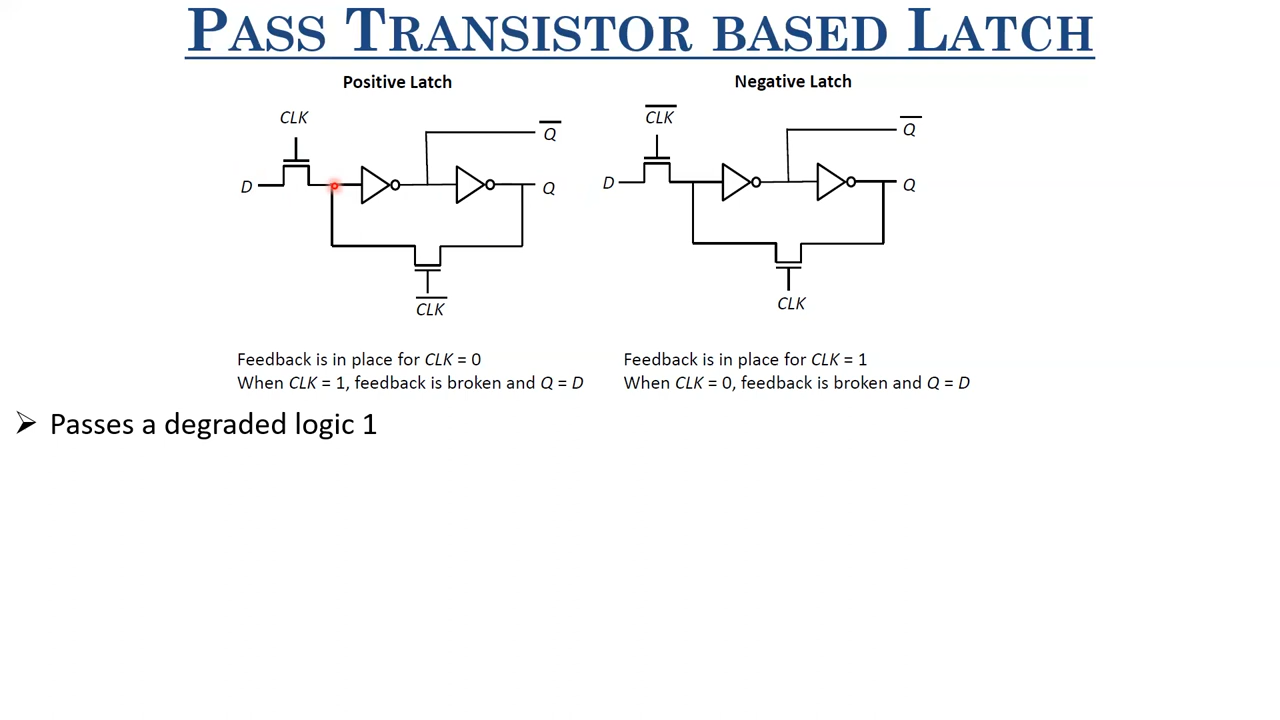 PASS TRANSISTOR BASED LATCH
Positive Latch
CLK
D
Q̅
Q
C̅L̅K̅
Feedback is in place for CLK = 0
When CLK = 1, feedback is broken and Q = D
Negative Latch
C̅L̅K̅
D
Q̅
Q
CLK
Feedback is in place for CLK = 1
When CLK = 0, feedback is broken and Q = D
➢ Passes a degraded logic 1